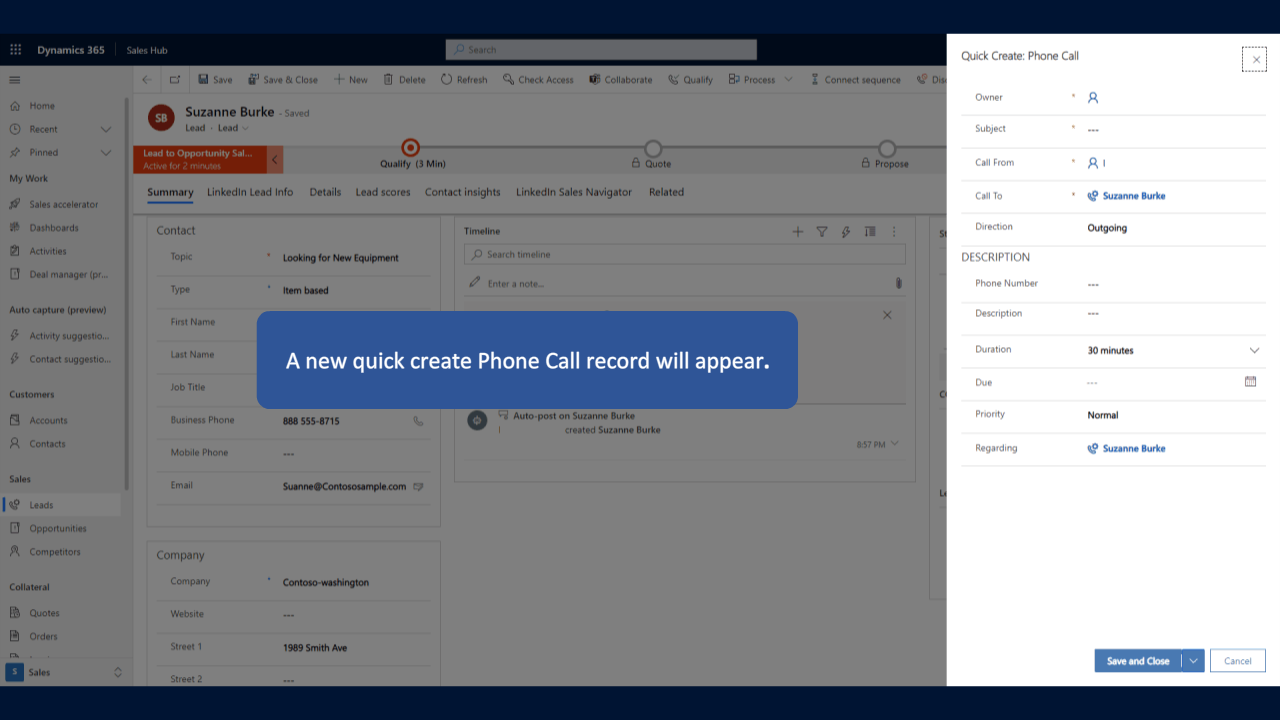 Dynamics 365 Sales Hub
Search
Save Save & Close New Delete Refresh Check Access Collaborate Qualify Process Connect sequence
Home
Recent
Pinned
My Work
Sales accelerator
Dashboards
Activities
Deal manager (pr...
Auto capture (preview)
Activity suggestio...
Contact suggestio...
Customers
Accounts
Contacts
Sales
Leads
Opportunities
Competitors
Collateral
Quotes
Orders
S Sales
SB
Suzanne Burke - Saved
Lead · Lead
Lead to Opportunity Sal...
Active for 2 minutes
Qualify (3 Min)
Quote
Propose
Summary LinkedIn Lead Info Details Lead scores Contact insights LinkedIn Sales Navigator Related
Contact
Topic * Looking for New Equipment
Type * Item based
First Name
Last Name
Job Title
Business Phone 888 555-8715
Mobile Phone ---
Email Suanne@Contososample.com
Company
Company * Contoso-washington
Website ---
Street 1 1989 Smith Ave
Street 2 ---
Timeline
Search timeline
Enter a note...
Auto-post on Suzanne Burke
created Suzanne Burke
8:57 PM
A new quick create Phone Call record will appear.
Quick Create: Phone Call
Owner *
Subject * ---
Call From *
Call To * Suzanne Burke
Direction Outgoing
DESCRIPTION
Phone Number ---
Description ---
Duration 30 minutes
Due ---
Priority Normal
Regarding Suzanne Burke
Save and Close Cancel